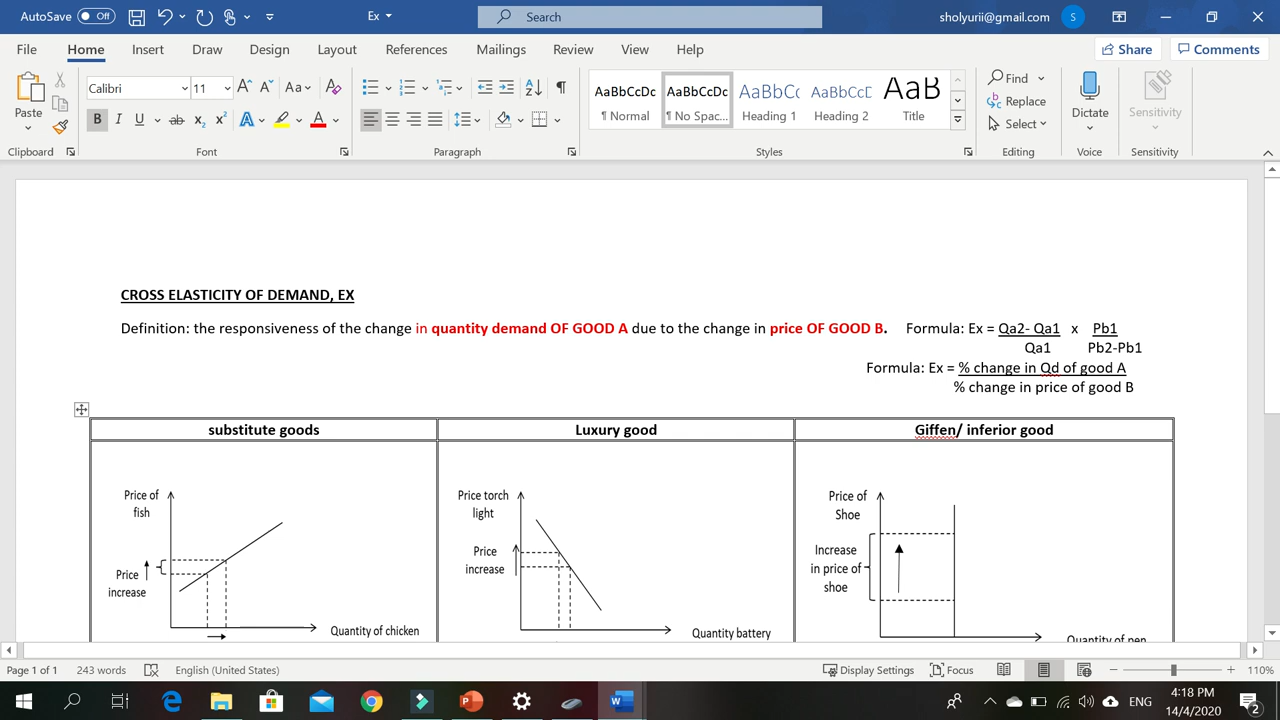 AutoSave Off Ex Search sholyurii@gmail.com S
File Home Insert Draw Design Layout References Mailings Review View Help Share Comments
Paste Calibri 11 Aa AaBbCcDc AaBbCcDc AaBbCc AaBbCcD AaB Find Replace Select Dictate Sensitivity
¶ Normal ¶ No Spac... Heading 1 Heading 2 Title
Clipboard Font Paragraph Styles Editing Voice Sensitivity
CROSS ELASTICITY OF DEMAND, EX
Definition: the responsiveness of the change in quantity demand OF GOOD A due to the change in price OF GOOD B. Formula: Ex = Qa2- Qa1 x Pb1
Qa1 Pb2-Pb1
Formula: Ex = % change in Qd of good A
% change in price of good B
substitute goods Luxury good Giffen/ inferior good
Price of
fish
Price
increase
Quantity of chicken
Price torch
light
Price
increase
Quantity battery
Price of
Shoe
Increase
in price of
shoe
Quantity of pen
Page 1 of 1 243 words English (United States) Display Settings Focus 110%
ENG 4:18 PM
14/4/2020 2